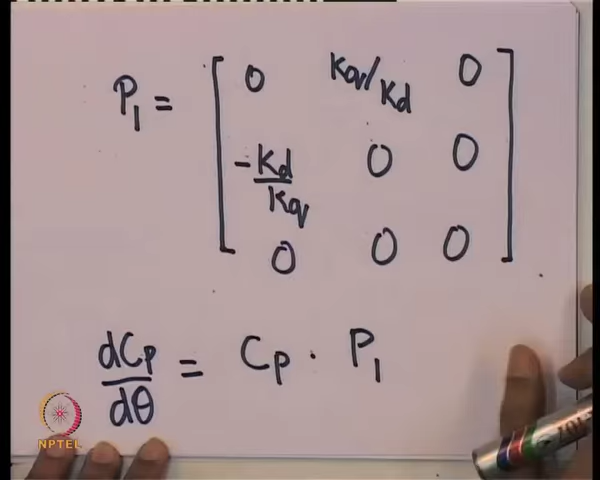 P₁ = [ 0 Kq/Kd 0
-Kd/Kq 0 0
0 0 0 ]
dCp/dθ = Cp · P₁
NPTEL